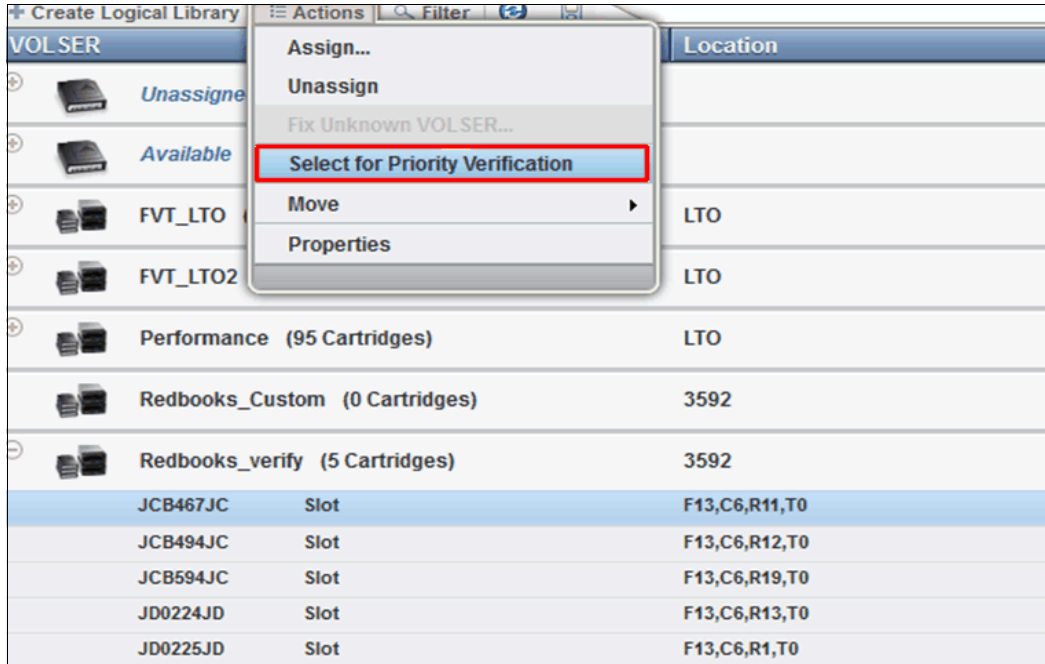 Create Logical Library Actions Filter
VOLSER Location
Assign...
Unassign
Unassigne
Fix Unknown VOLSER...
Available
Select for Priority Verification
Move
FVT_LTO LTO
Properties
FVT_LTO2 LTO
Performance (95 Cartridges) LTO
Redbooks_Custom (0 Cartridges) 3592
Redbooks_verify (5 Cartridges) 3592
JCB467JC Slot F13,C6,R11,T0
JCB494JC Slot F13,C6,R12,T0
JCB594JC Slot F13,C6,R19,T0
JD0224JD Slot F13,C6,R13,T0
JD0225JD Slot F13,C6,R1,T0